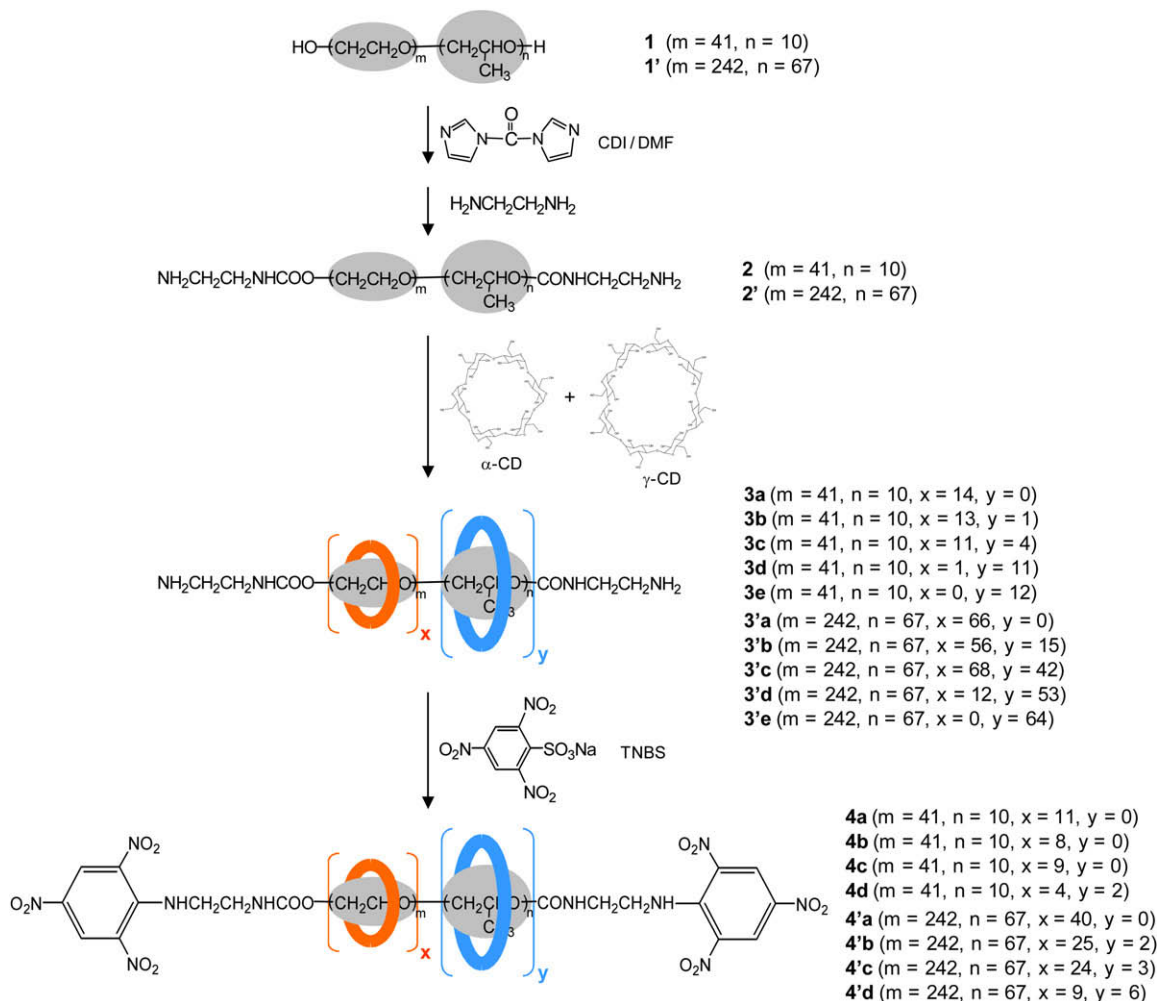 HO-(CH₂CH₂O)m-(CH₂CHO)n-H
CH₃
1 (m = 41, n = 10)
1' (m = 242, n = 67)
N N-C-N N
O
CDI / DMF
H₂NCH₂CH₂NH₂
NH₂CH₂CH₂NHCOO-(CH₂CH₂O)m-(CH₂CHO)n-CONHCH₂CH₂NH₂
CH₃
2 (m = 41, n = 10)
2' (m = 242, n = 67)
+
α-CD
γ-CD
3a (m = 41, n = 10, x = 14, y = 0)
3b (m = 41, n = 10, x = 13, y = 1)
3c (m = 41, n = 10, x = 11, y = 4)
3d (m = 41, n = 10, x = 1, y = 11)
3e (m = 41, n = 10, x = 0, y = 12)
3'a (m = 242, n = 67, x = 66, y = 0)
3'b (m = 242, n = 67, x = 56, y = 15)
3'c (m = 242, n = 67, x = 68, y = 42)
3'd (m = 242, n = 67, x = 12, y = 53)
3'e (m = 242, n = 67, x = 0, y = 64)
NH₂CH₂CH₂NHCOO-(CH₂CH O)m-(CH₂C O)n-CONHCH₂CH₂NH₂
C 3
x
y
NO₂
O₂N SO₃Na TNBS
NO₂
4a (m = 41, n = 10, x = 11, y = 0)
4b (m = 41, n = 10, x = 8, y = 0)
4c (m = 41, n = 10, x = 9, y = 0)
4d (m = 41, n = 10, x = 4, y = 2)
4'a (m = 242, n = 67, x = 40, y = 0)
4'b (m = 242, n = 67, x = 25, y = 2)
4'c (m = 242, n = 67, x = 24, y = 3)
4'd (m = 242, n = 67, x = 9, y = 6)
NO₂
O₂N
O₂N NHCH₂CH₂NHCOO-(CH₂CH O)m-(CH₂C O)n-CONHCH₂CH₂NH NO₂
C 3
NO₂
O₂N
x
y